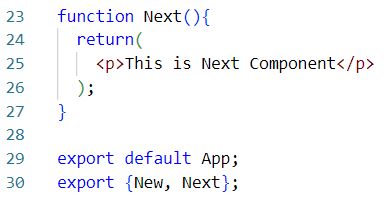 23 function Next(){
24 return(
25 <p>This is Next Component</p>
26 );
27 }
28
29 export default App;
30 export {New, Next};